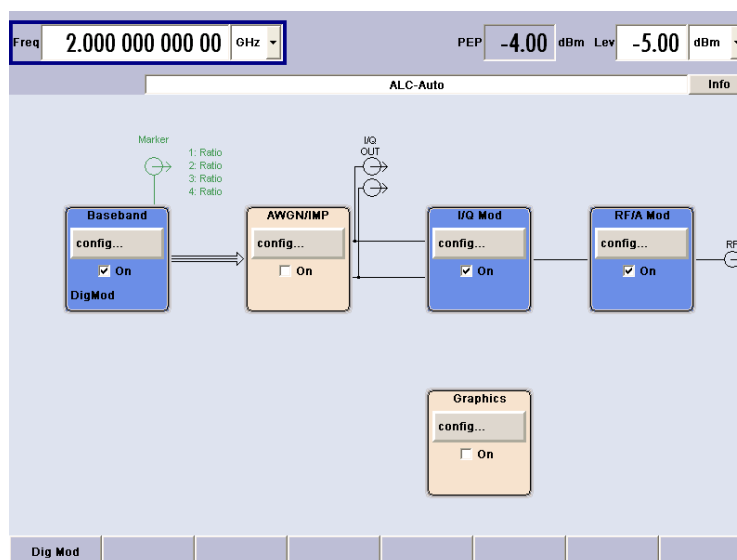 Freq 2.000 000 000 00 GHz PEP -4.00 dBm Lev -5.00 dBm
ALC-Auto Info
Marker
1: Ratio
2: Ratio
3: Ratio
4: Ratio
I/Q
OUT
Baseband
config...
On
DigMod
AWGN/IMP
config...
On
I/Q Mod
config...
On
RF/A Mod
config...
On
RF
Graphics
config...
On
Dig Mod